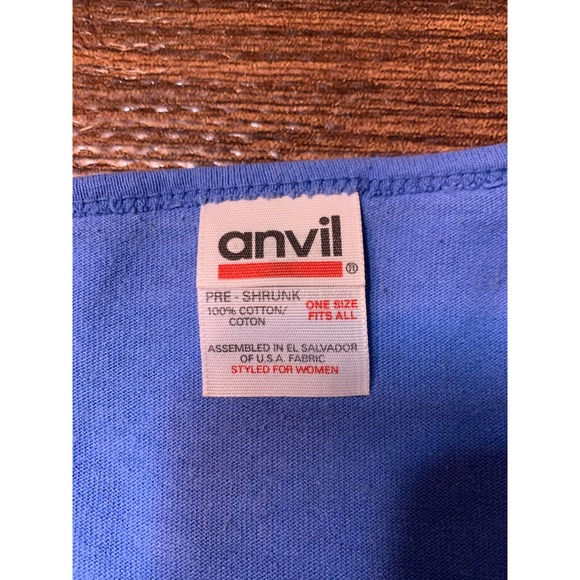 anvil
®
PRE - SHRUNK
100% COTTON/
COTON
ONE SIZE
FITS ALL
ASSEMBLED IN EL SALVADOR
OF U.S.A. FABRIC
STYLED FOR WOMEN